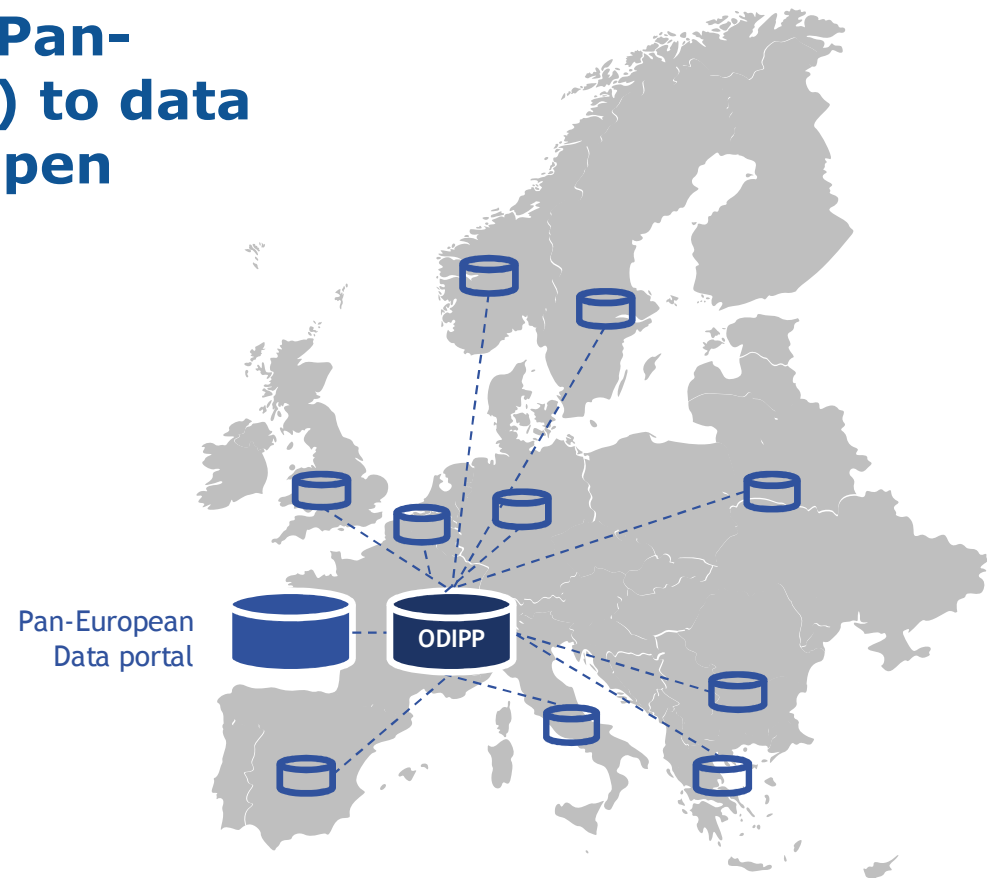 Pan-
) to data
pen
Pan-European
Data portal
ODIPP